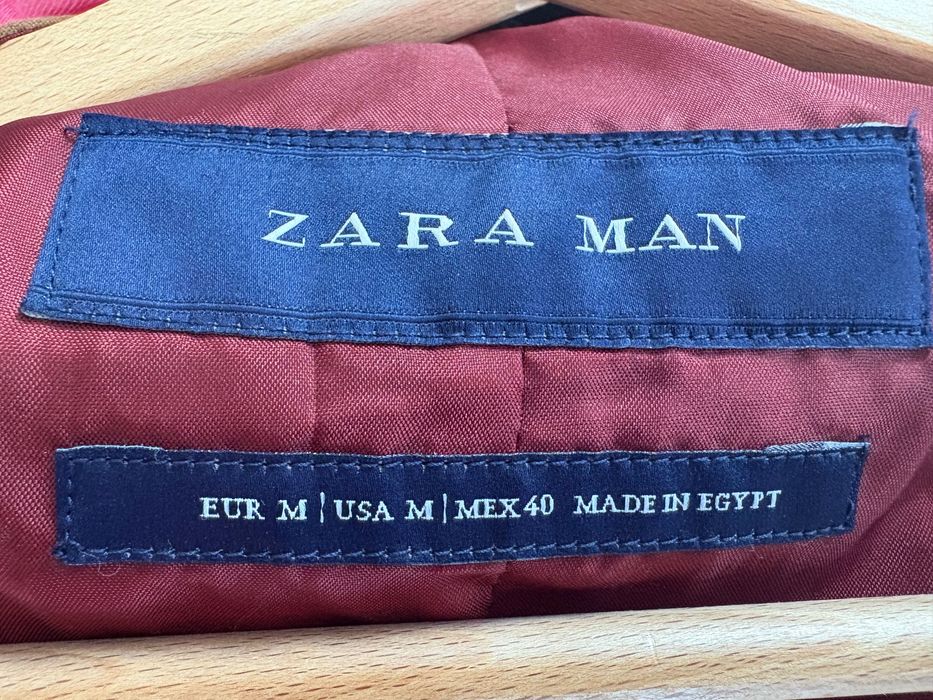 ZARA MAN
EUR M | USA M | MEX 40 MADE IN EGYPT